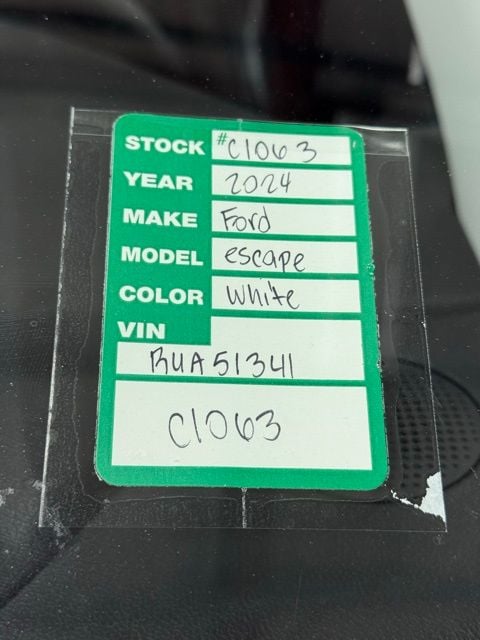 STOCK #C1063
YEAR 2024
MAKE Ford
MODEL escape
COLOR White
VIN
RUA51341
C1063